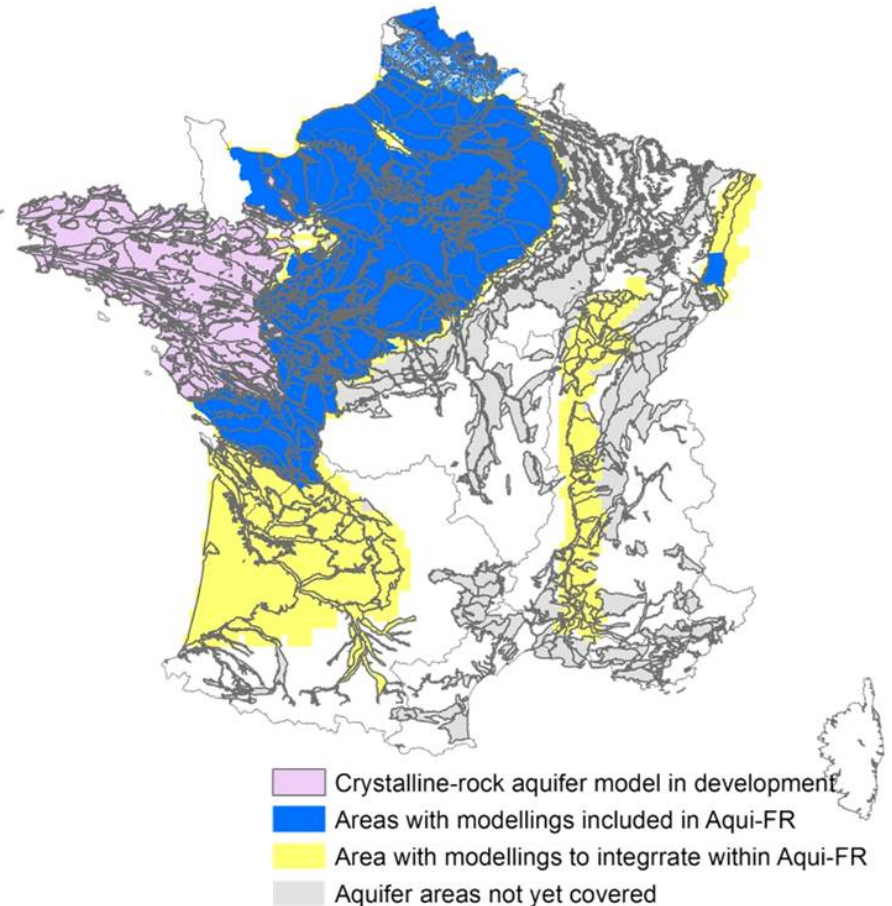 Crystalline-rock aquifer model in development
Areas with modellings included in Aqui-FR
Area with modellings to integrrate within Aqui-FR
Aquifer areas not yet covered